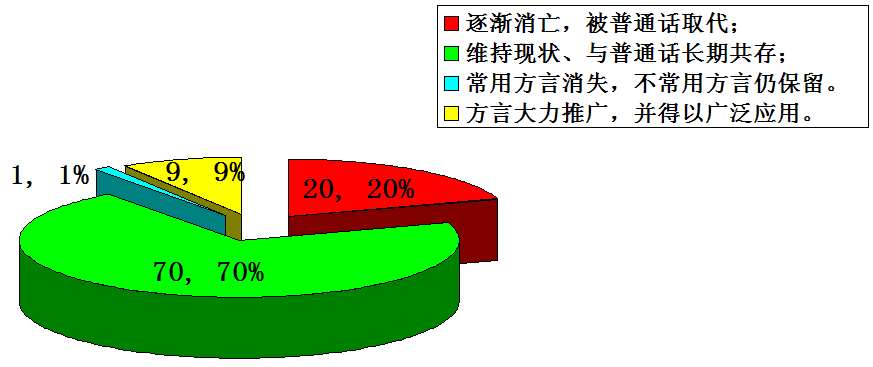 逐渐消亡，被普通话取代；
维持现状、与普通话长期共存；
常用方言消失，不常用方言仍保留。
方言大力推广，并得以广泛应用。
1, 1%
9, 9%
20, 20%
70, 70%